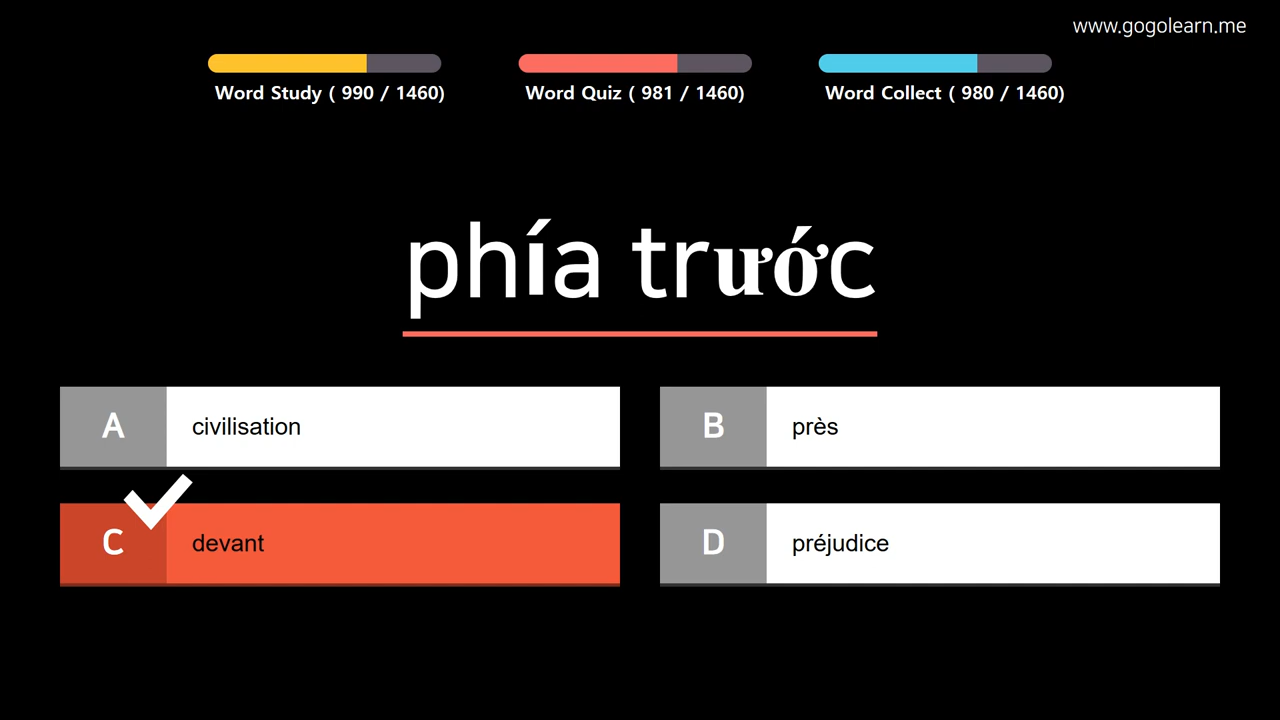 www.gogolearn.me
Word Study ( 990 / 1460)
Word Quiz ( 981 / 1460)
Word Collect ( 980 / 1460)
phía trước
A
civilisation
B
près
C
devant
D
préjudice